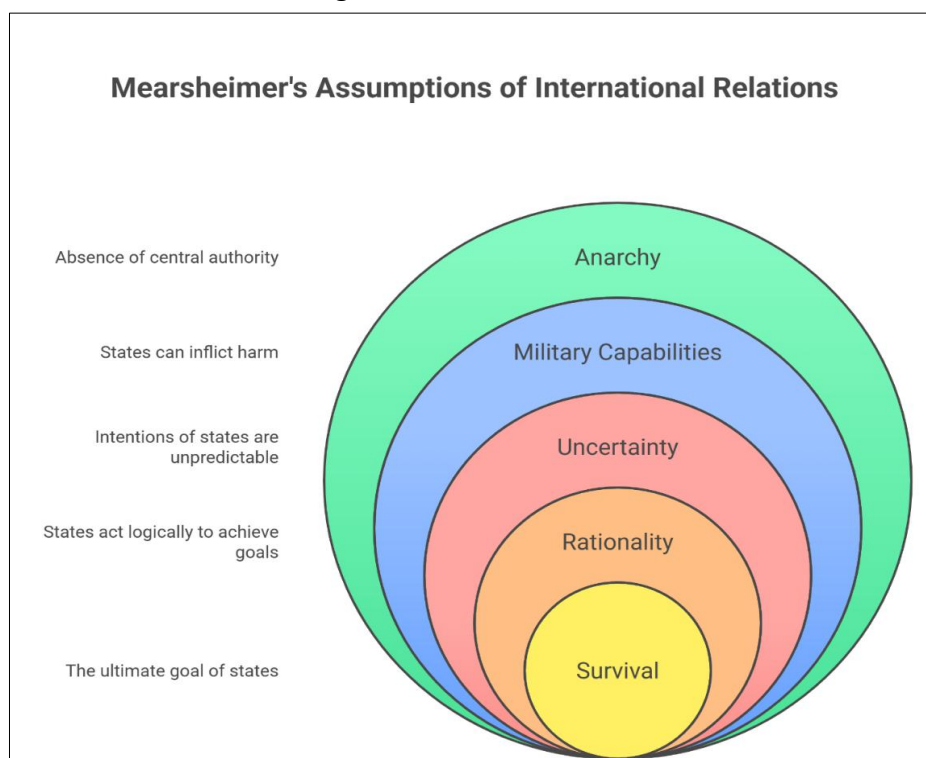 Mearsheimer's Assumptions of International Relations
Absence of central authority
Anarchy
States can inflict harm
Military Capabilities
Intentions of states are
unpredictable
Uncertainty
States act logically to achieve
goals
Rationality
The ultimate goal of states
Survival